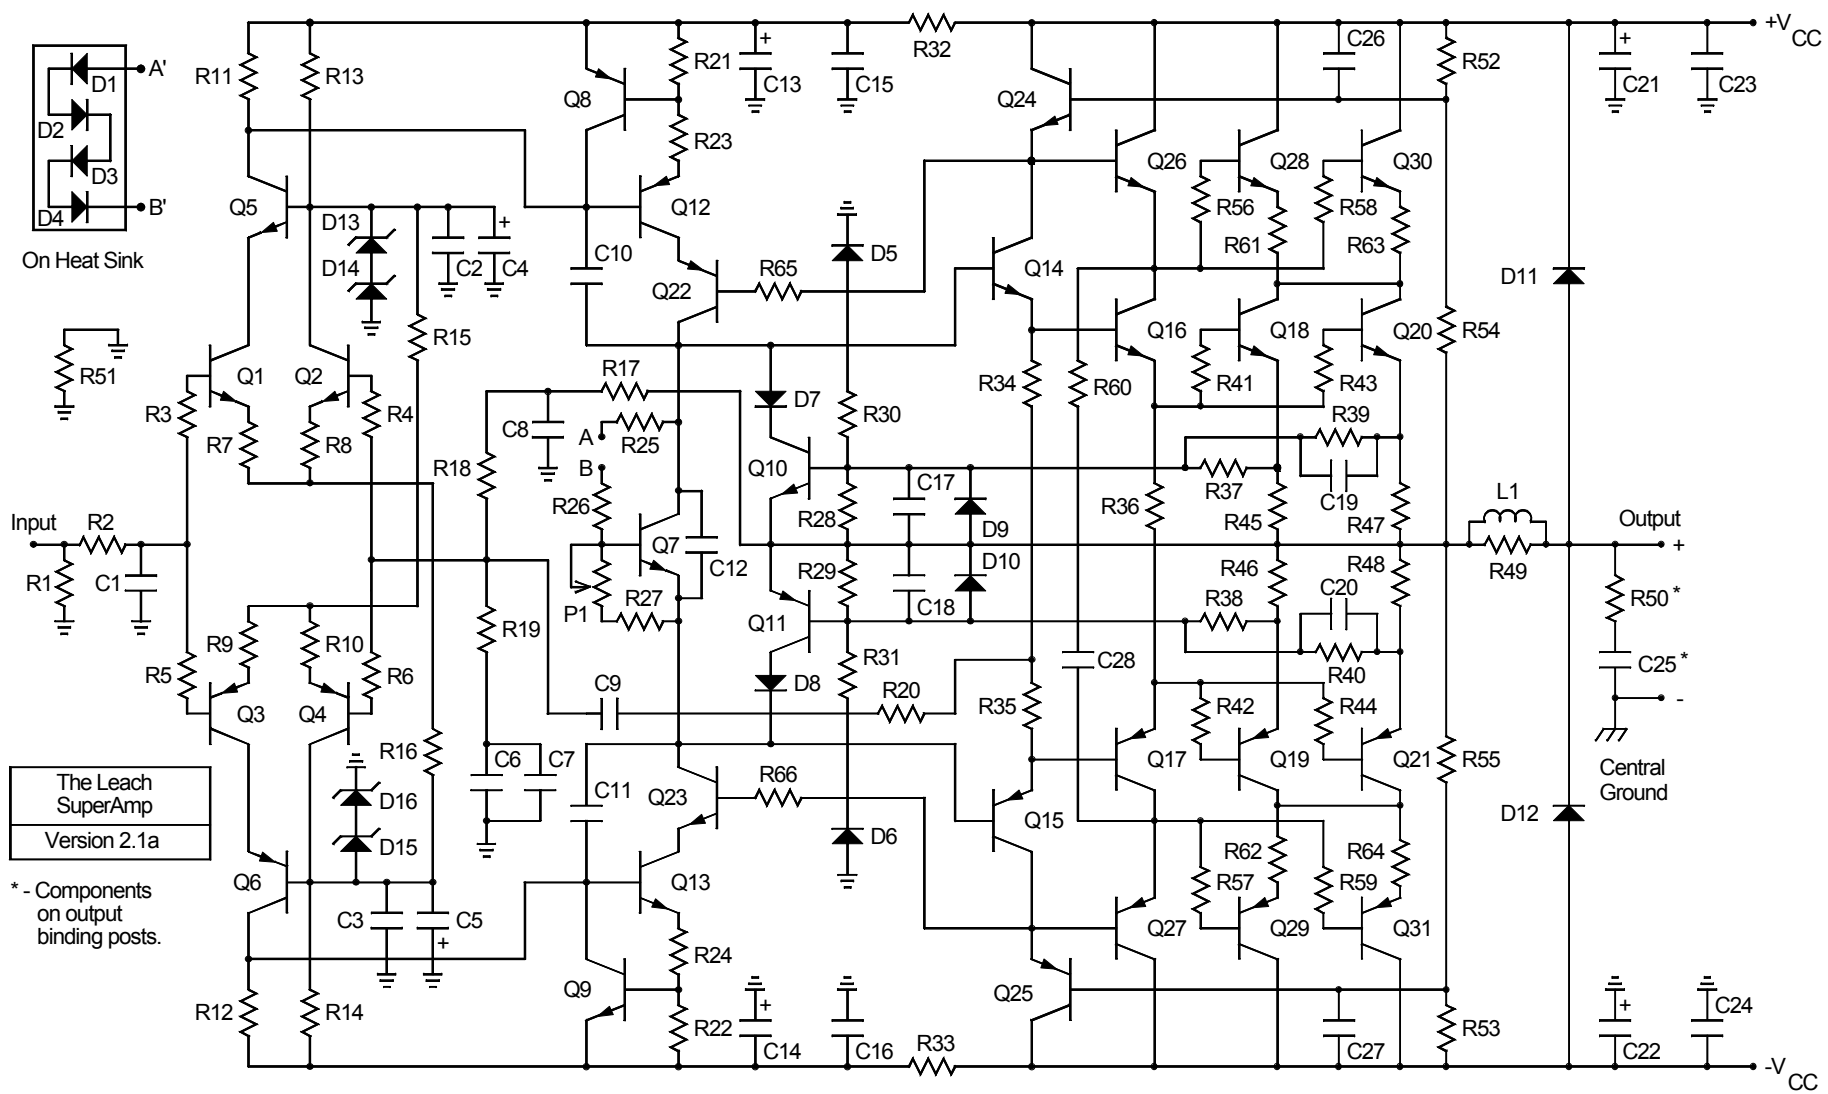 +V CC
R32
C26
R11
R13
R21
C13 +
C15
R52
C21 +
C23
D1
A'
Q8
Q24
D2
R23
Q26
Q28
Q30
D3
D4
B'
Q5
Q12
R56
R58
D13
R61
R63
On Heat Sink
D14
C2
C4 +
C10
D5
Q14
D11
R65
Q22
R15
Q16
Q18
Q20
R54
R51
Q1
Q2
R17
R34
R60
R41
R43
R3
R4
D7
R30
R39
C8
R25
A
R7
R8
R18
B
Q10
C17
R37
C19
L1
R26
R28
D9
R36
R45
R47
Input
R2
Output
+
Q7
C12
D10
R49
R1
C1
R29
R46
R48
C20
R50 *
P1
R27
C18
R38
Q11
R19
R9
R10
R5
R6
R31
C28
R40
C25 *
Q3
Q4
C9
D8
R20
R35
R42
R44
-
R16
Q17
Q19
Q21
R55
The Leach
SuperAmp
Version 2.1a
C6
C7
C11
R66
Q23
Central
Ground
D16
Q15
D12
D15
D6
R62
R64
Q6
Q13
R57
R59
* - Components
on output
binding posts.
C3
C5
+
Q27
Q29
Q31
R24
Q9
Q25
R12
R14
R22
C14 +
C16
R33
C27
R53
C22 +
C24
-V CC